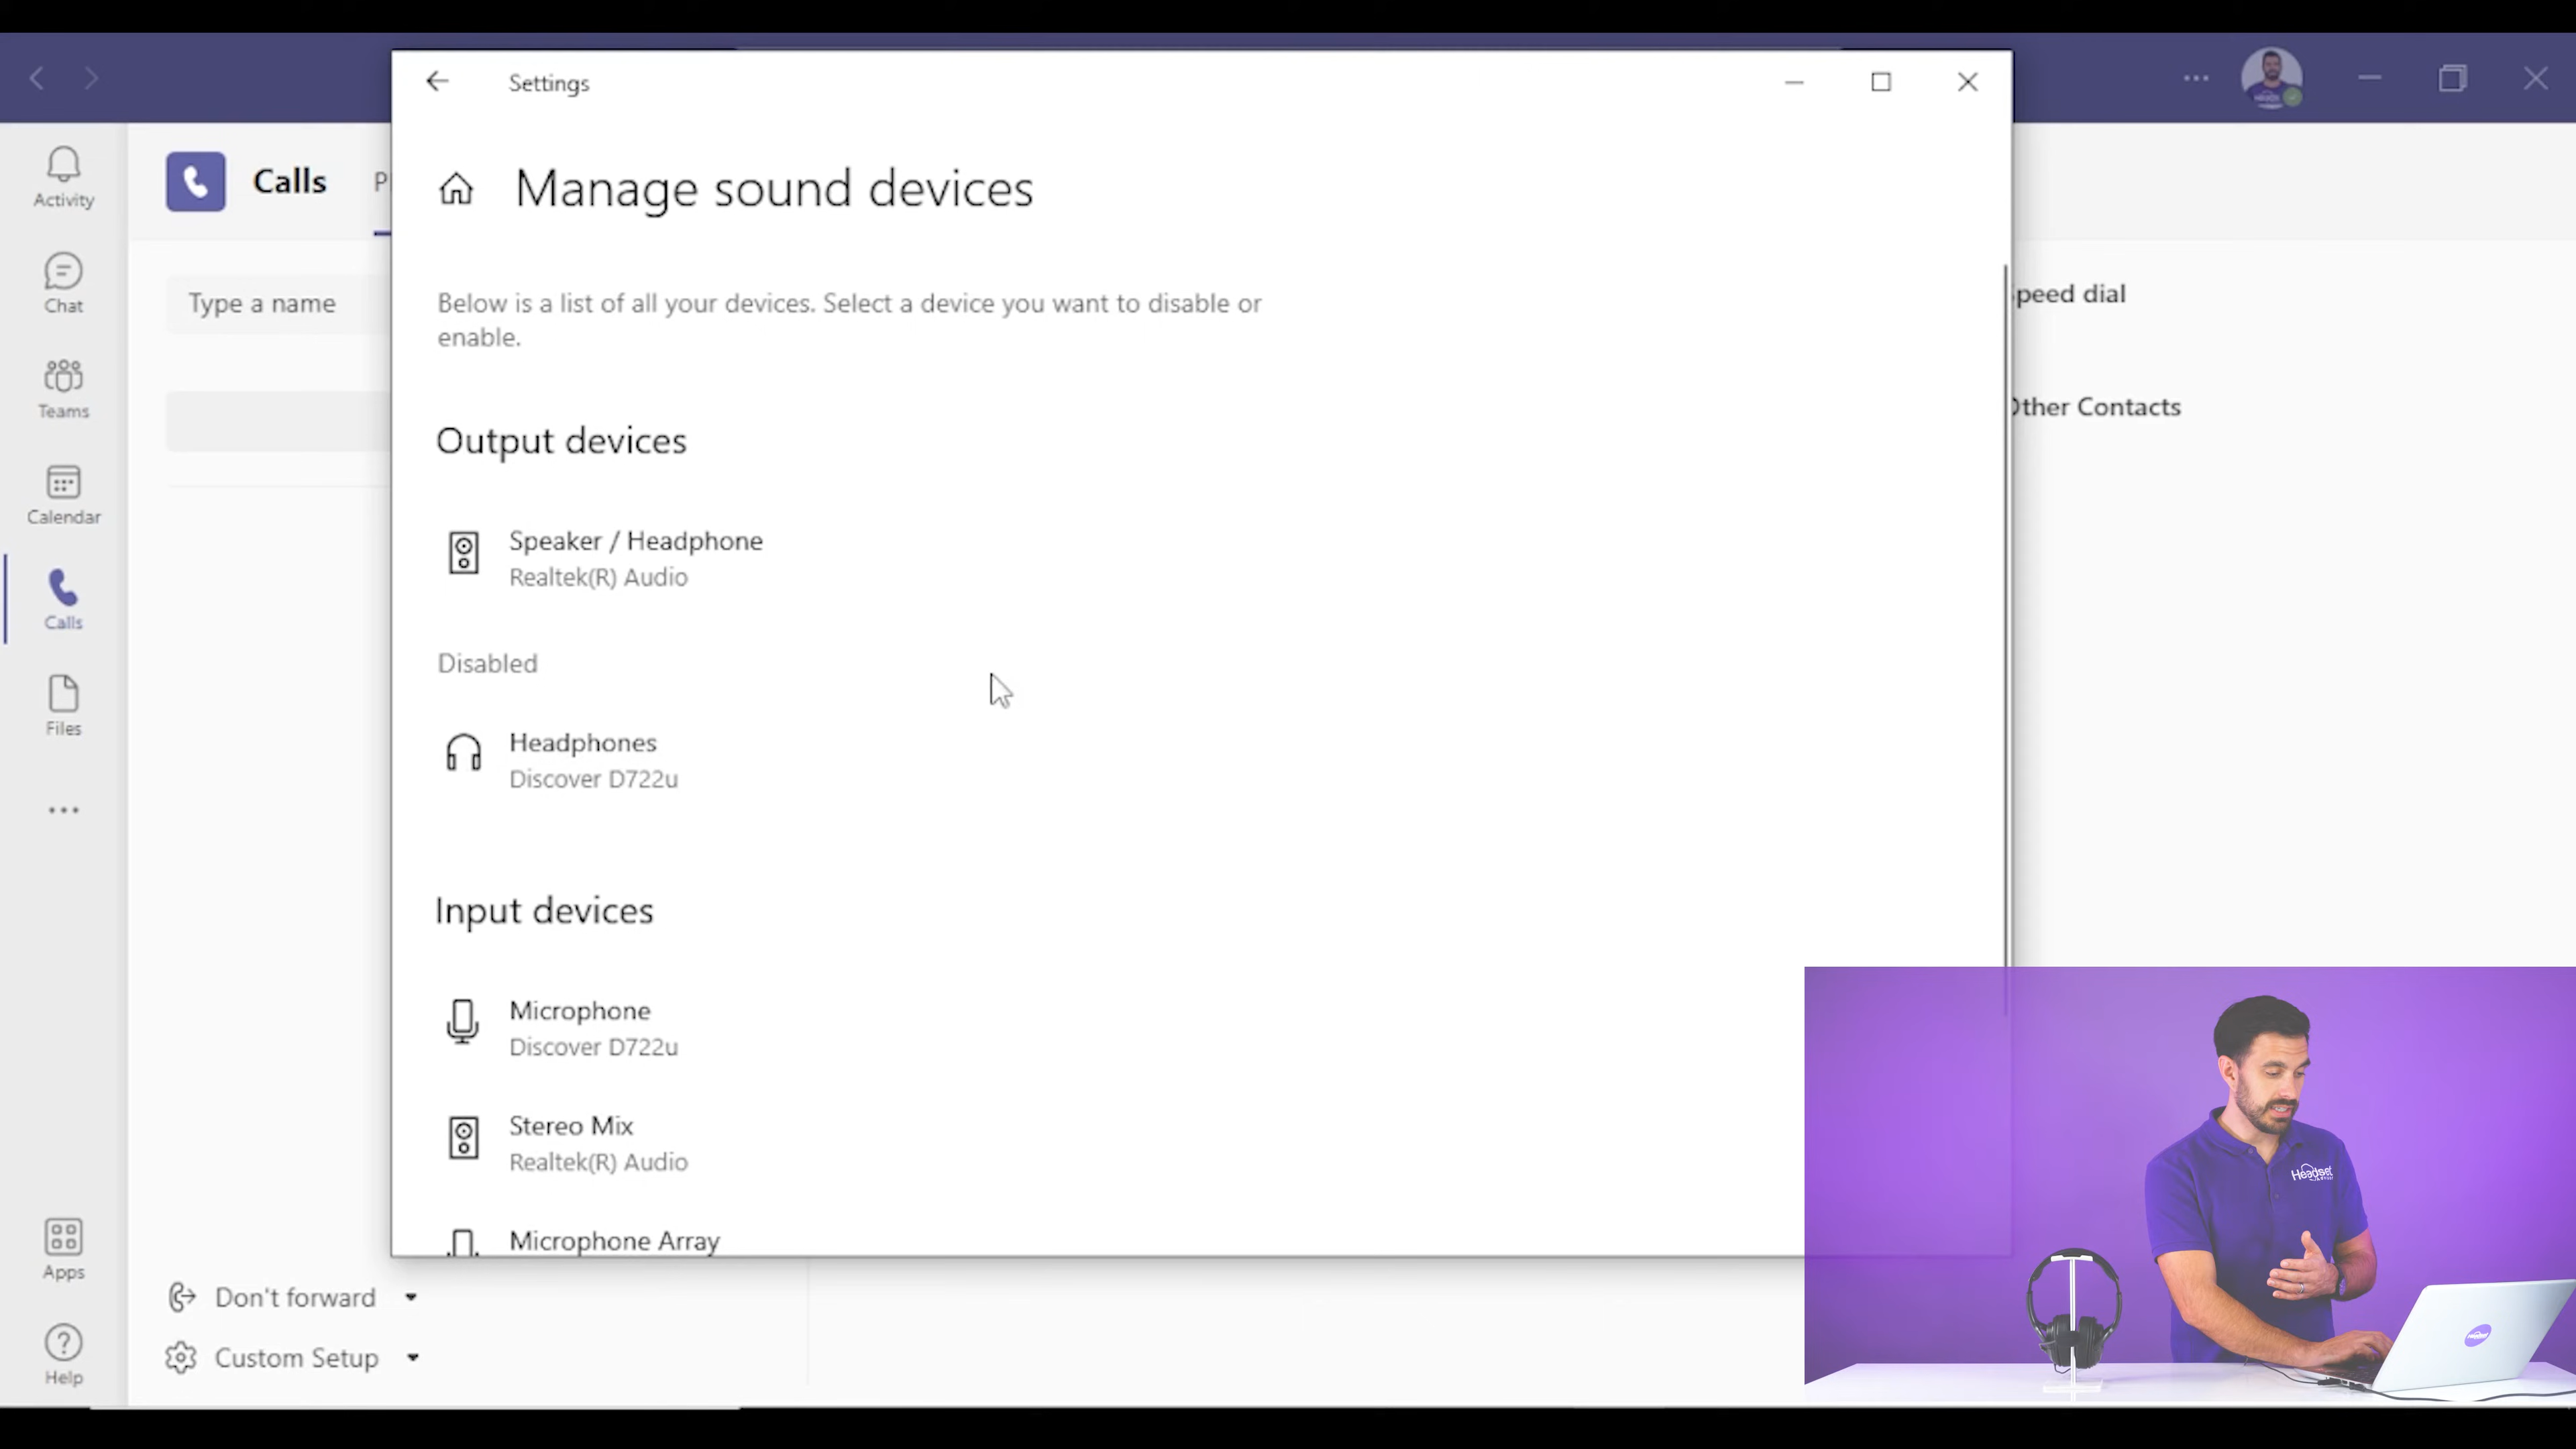 Settings
Manage sound devices
Below is a list of all your devices. Select a device you want to disable or
enable.
Output devices
Speaker / Headphone
Realtek(R) Audio
Disabled
Headphones
Discover D722u
Input devices
Microphone
Discover D722u
Stereo Mix
Realtek(R) Audio
Microphone Array
Activity
Chat
Teams
Calendar
Calls
Files
Apps
Help
Calls
Type a name
Don't forward
Custom Setup
peed dial
Other Contacts
Headset